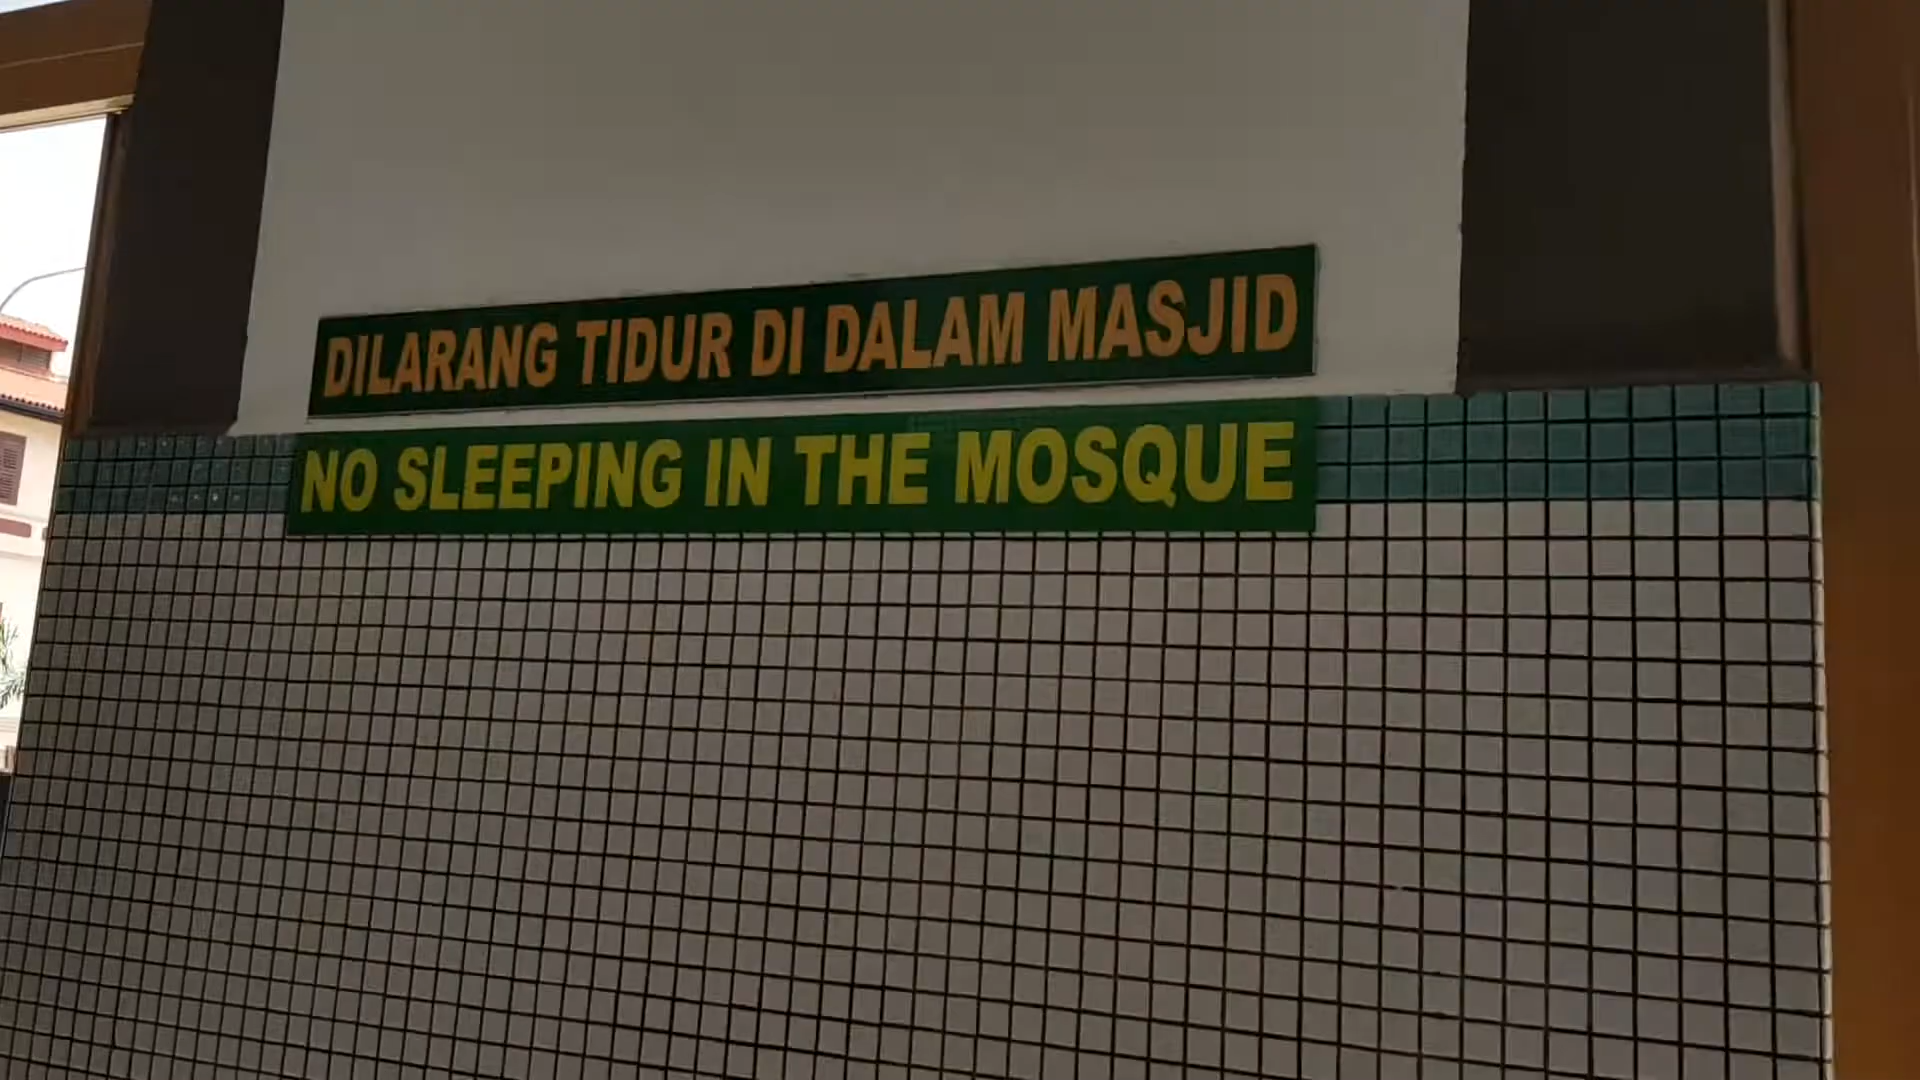 DILARANG TIDUR DI DALAM MASJID
NO SLEEPING IN THE MOSQUE